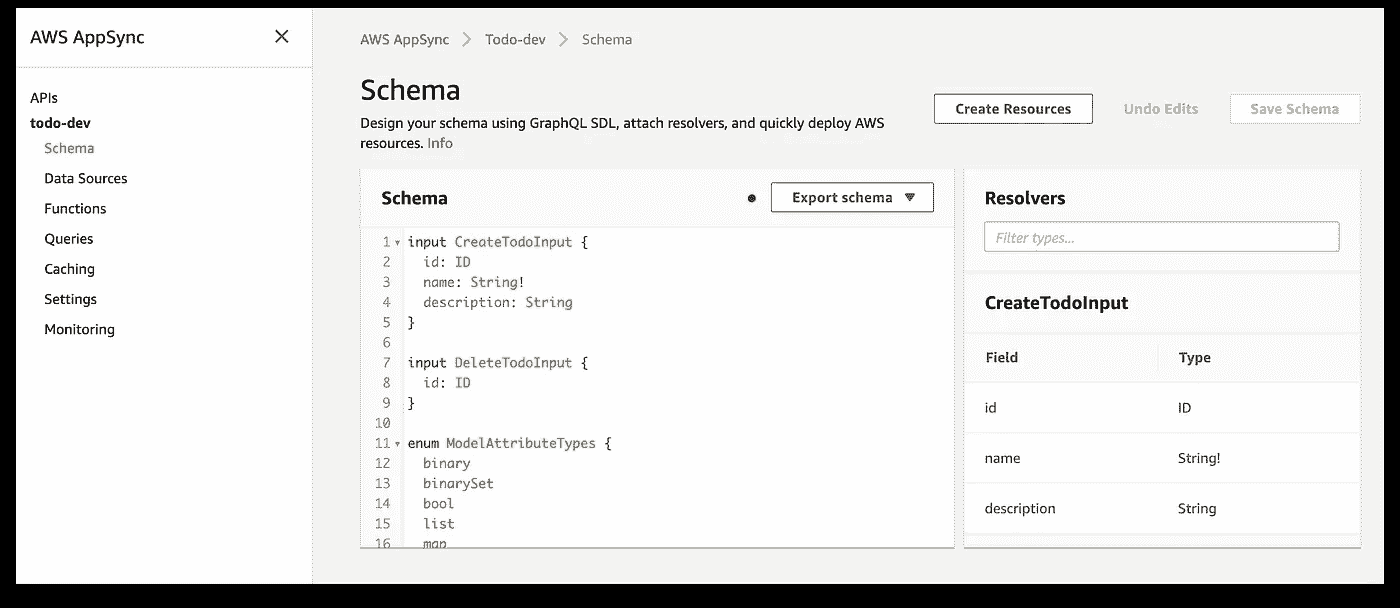 AWS AppSync
APIs
todo-dev
Schema
Data Sources
Functions
Queries
Caching
Settings
Monitoring
AWS AppSync > Todo-dev > Schema
Schema
Design your schema using GraphQL SDL, attach resolvers, and quickly deploy AWS
resources. Info
Create Resources
Undo Edits
Save Schema
Schema
Export schema
1 input CreateTodoInput {
2 id: ID
3 name: String!
4 description: String
5 }
6
7 input DeleteTodoInput {
8 id: ID
9 }
10
11 enum ModelAttributeTypes {
12 binary
13 binarySet
14 bool
15 list
16 map
Resolvers
Filter types...
CreateTodoInput
Field Type
id ID
name String!
description String